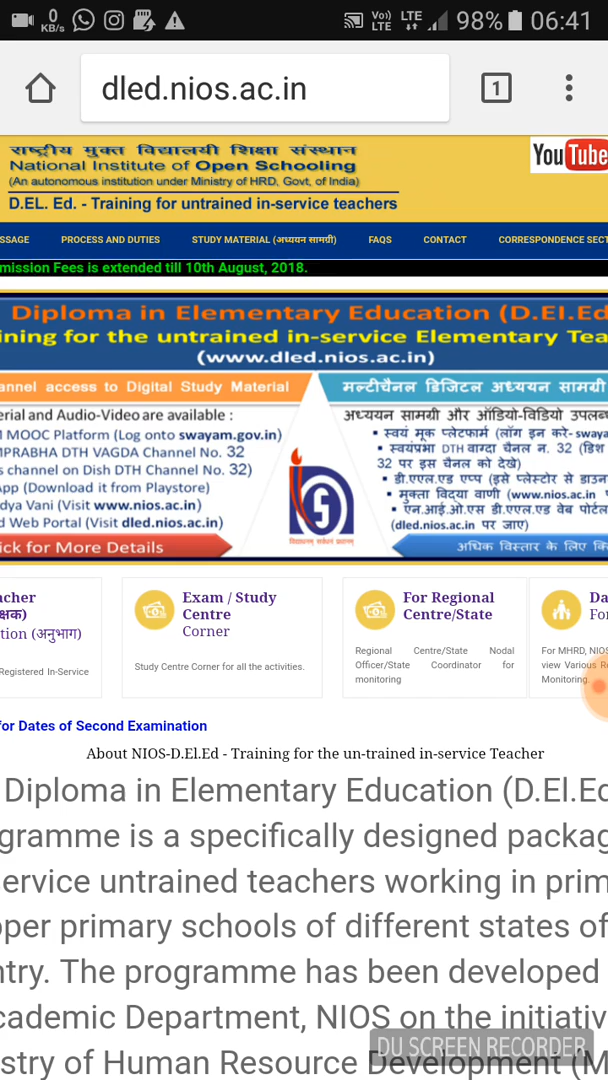 0 KB/s
Vo)) LTE LTE 98% 06:41
dled.nios.ac.in
1
राष्ट्रीय मुक्त विद्यालयी शिक्षा संस्थान
National Institute of Open Schooling
(An autonomous institution under Ministry of HRD, Govt. of India)
D.EL. Ed. - Training for untrained in-service teachers
YouTube
SSAGE PROCESS AND DUTIES STUDY MATERIAL (अध्ययन सामग्री) FAQS CONTACT CORRESPONDENCE SECT
mission Fees is extended till 10th August, 2018.
Diploma in Elementary Education (D.El.Ed
ining for the untrained in-service Elementary Tea
(www.dled.nios.ac.in)
annel access to Digital Study Material
मल्टीचैनल डिजिटल अध्ययन सामग्री
erial and Audio-Video are available :
M MOOC Platform (Log onto swayam.gov.in)
MPRABHA DTH VAGDA Channel No. 32
s channel on Dish DTH Channel No. 32)
App (Download it from Playstore)
dya Vani (Visit www.nios.ac.in)
d Web Portal (Visit dled.nios.ac.in)
ick for More Details
अध्ययन सामग्री और ऑडियो-विडियो उपलब्
• स्वयं मूक प्लेटफार्म (लॉग इन करे- swaya
• स्वयंप्रभा DTH वाग्दा चैनल न. 32 (डिश
32 पर इस चैनल को देखे)
• डी.एएल.एड एप्प (इसे प्लेस्टोर से डाउन
• मुक्ता विद्या वाणी (www.nios.ac.in प
• एन.आई.ओ.एस डी.एएल.एड वेब पोर्टल
(dled.nios.ac.in पर जाए)
अधिक विस्तार के लिए क्लि
acher
क्षक)
tion (अनुभाग)
Registered In-Service
Exam / Study
Centre
Corner
Study Centre Corner for all the activities.
For Regional
Centre/State
Regional Centre/State Nodal
Officer/State Coordinator for
monitoring
Da
For
For MHRD, NIOS
view Various Re
Monitoring.
for Dates of Second Examination
About NIOS-D.El.Ed - Training for the un-trained in-service Teacher
Diploma in Elementary Education (D.El.Ed
gramme is a specifically designed packag
ervice untrained teachers working in prim
pper primary schools of different states of
ntry. The programme has been developed
cademic Department, NIOS on the initiativ
stry of Human Resource Development (M
DU SCREEN RECORDER